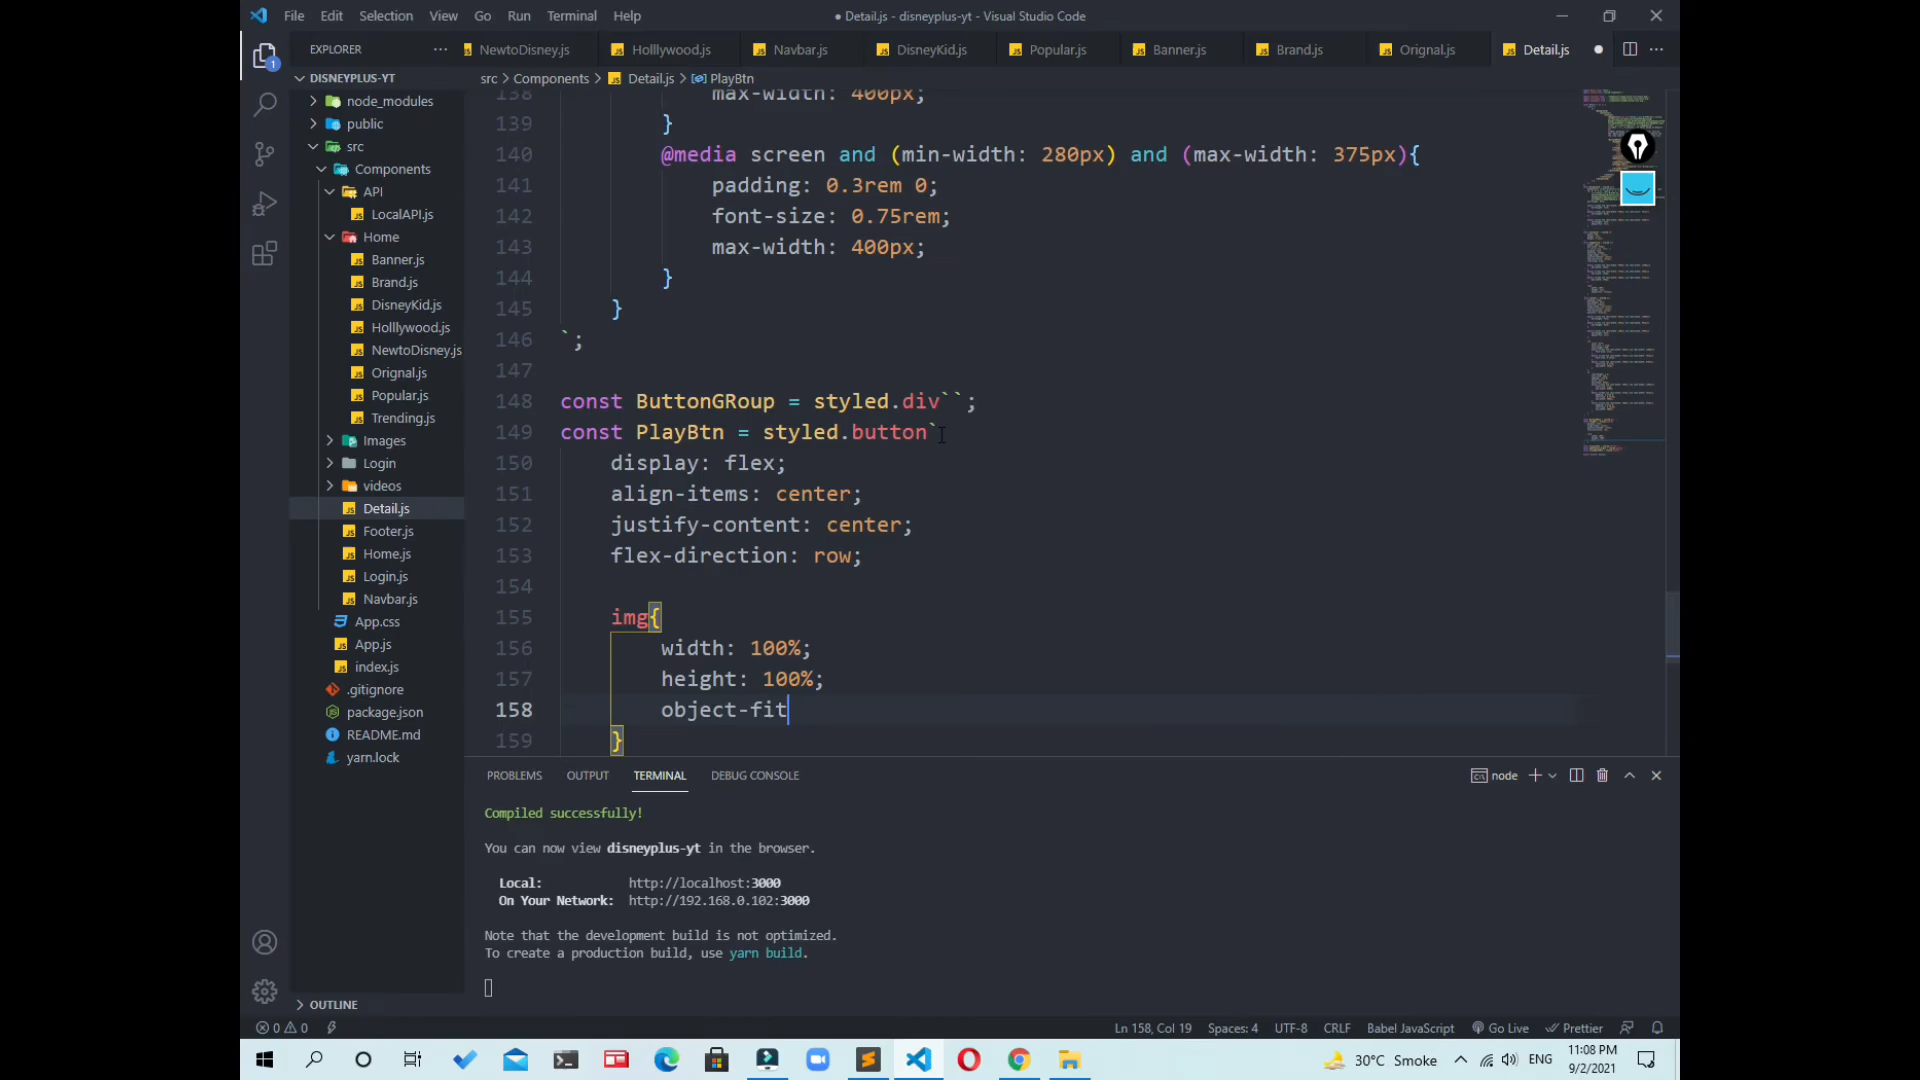 File Edit Selection View Go Run Terminal Help
● Detail.js - disneyplus-yt - Visual Studio Code
EXPLORER
NewtoDisney.js Holllywood.js Navbar.js DisneyKid.js Popular.js Banner.js Brand.js Orignal.js Detail.js
src > Components > Detail.js > PlayBtn
DISNEYPLUS-YT
node_modules
public
src
Components
API
LocalAPI.js
Home
Banner.js
Brand.js
DisneyKid.js
Holllywood.js
NewtoDisney.js
Orignal.js
Popular.js
Trending.js
Images
Login
videos
Detail.js
Footer.js
Home.js
Login.js
Navbar.js
App.css
App.js
index.js
.gitignore
package.json
README.md
yarn.lock
OUTLINE
138 max-width: 400px;
139 }
140 @media screen and (min-width: 280px) and (max-width: 375px){
141 padding: 0.3rem 0;
142 font-size: 0.75rem;
143 max-width: 400px;
144 }
145 }
146 `;
147
148 const ButtonGRoup = styled.div``;
149 const PlayBtn = styled.button`
150 display: flex;
151 align-items: center;
152 justify-content: center;
153 flex-direction: row;
154
155 img{
156 width: 100%;
157 height: 100%;
158 object-fit
159 }
PROBLEMS OUTPUT TERMINAL DEBUG CONSOLE
node
Compiled successfully!
You can now view disneyplus-yt in the browser.
Local: http://localhost:3000
On Your Network: http://192.168.0.102:3000
Note that the development build is not optimized.
To create a production build, use yarn build.
0 0
Ln 158, Col 19 Spaces: 4 UTF-8 CRLF Babel JavaScript Go Live Prettier
30°C Smoke ENG
11:08 PM
9/2/2021